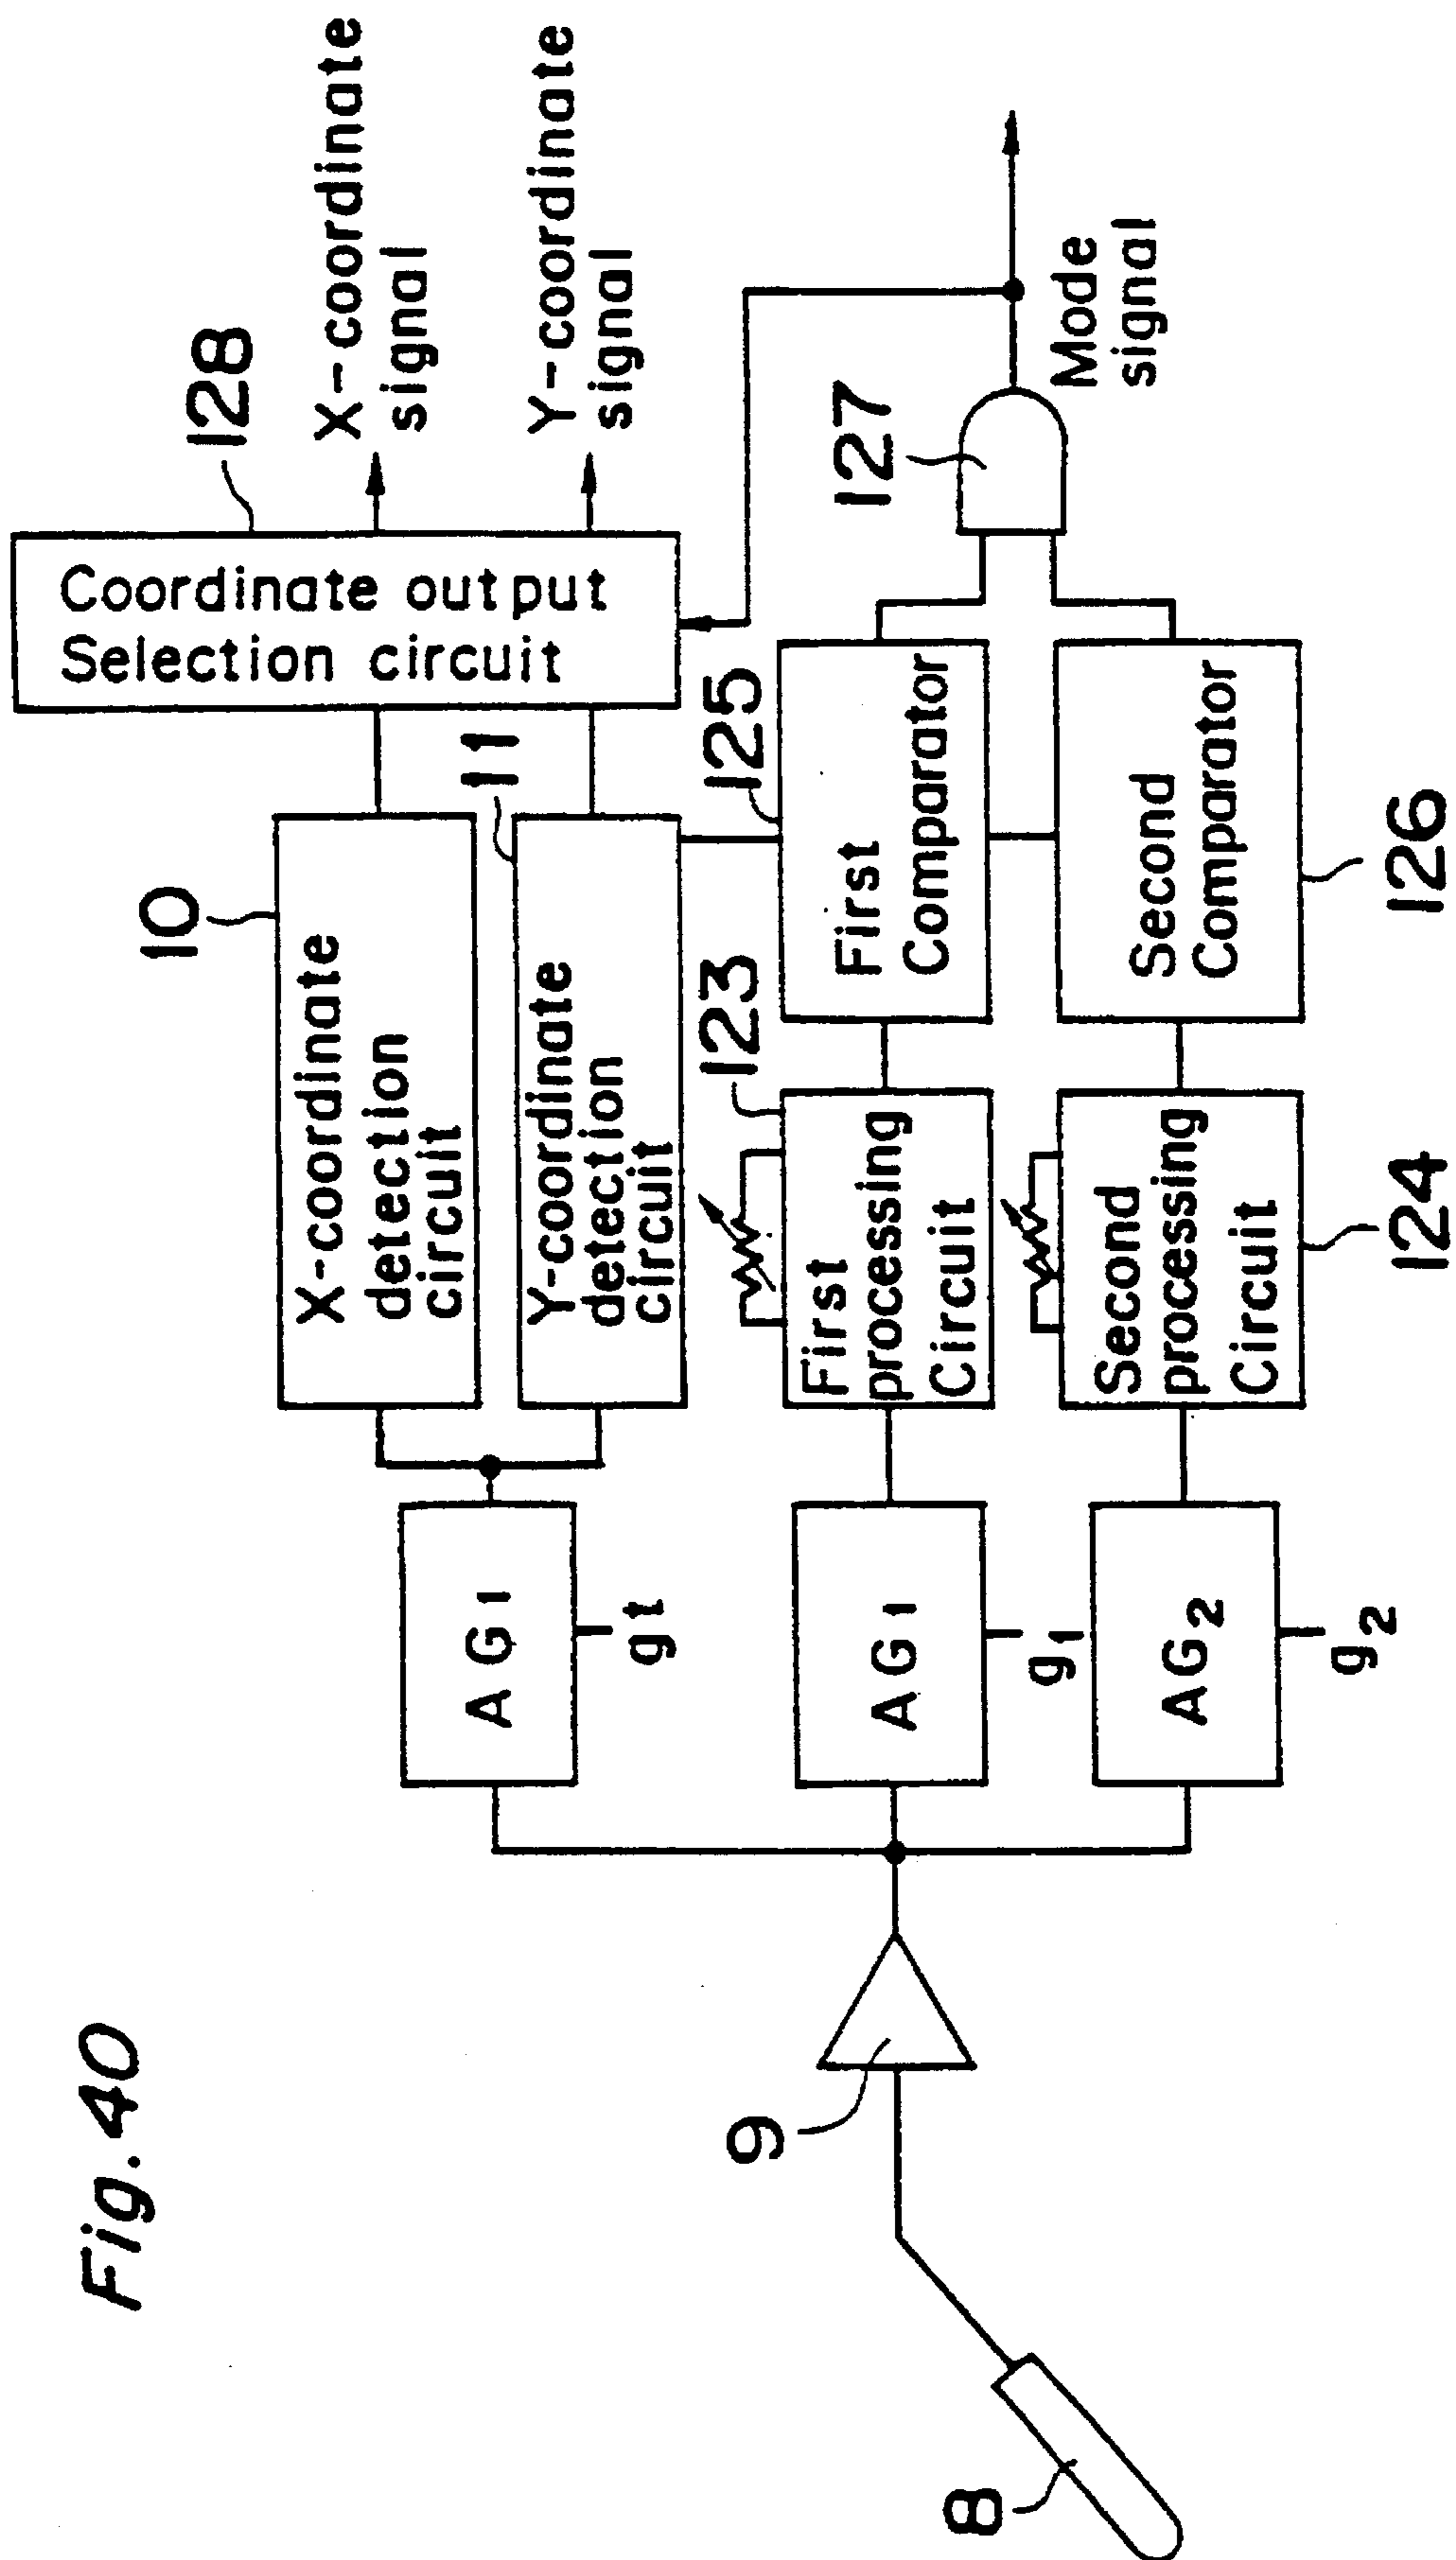 Fig. 40
8
9
A G1
gt
A G1
g1
AG2
g2
10
X-coordinate
detection
circuit
11
Y-coordinate
detection
circuit
123
First
processing
Circuit
Second
processing
Circuit
124
125
First
Comparator
Second
Comparator
126
127
Mode
signal
128
Coordinate output
Selection circuit
X-coordinate
signal
Y-coordinate
signal